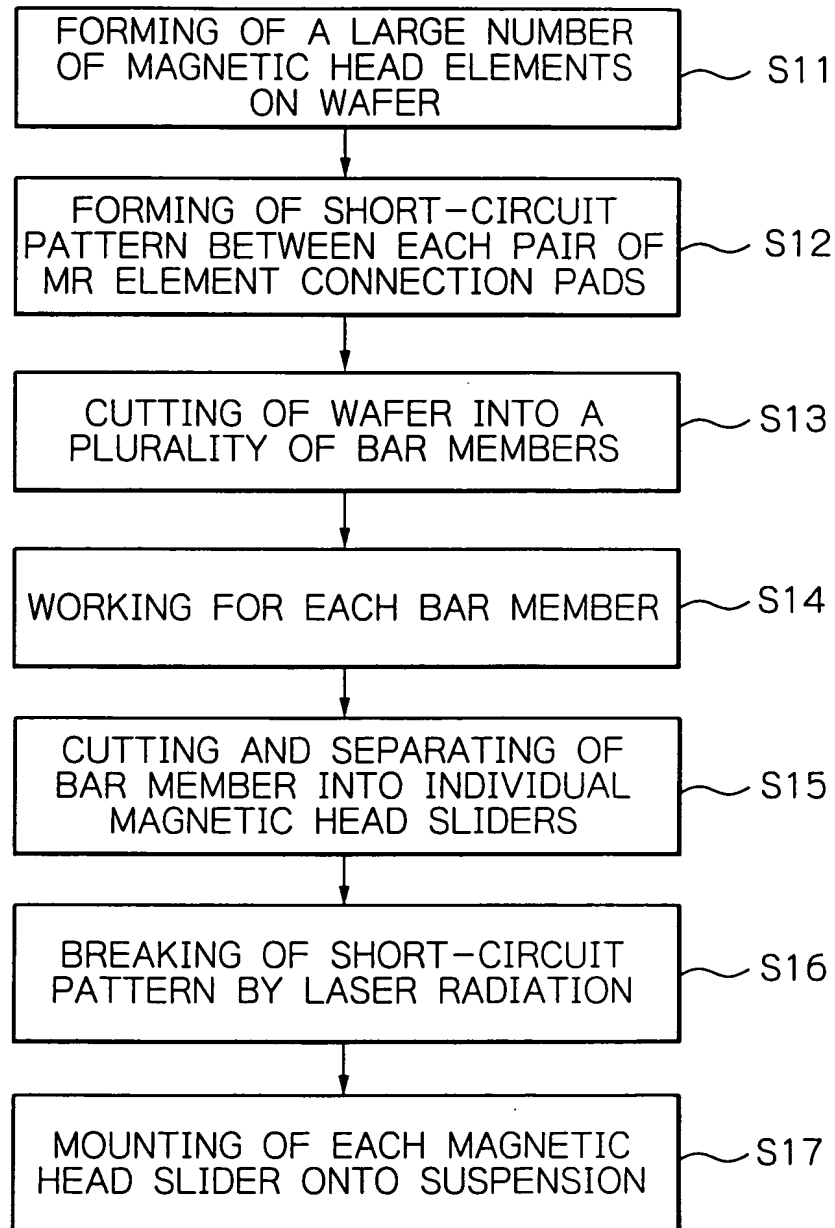 FORMING OF A LARGE NUMBER
OF MAGNETIC HEAD ELEMENTS
ON WAFER
S11
FORMING OF SHORT-CIRCUIT
PATTERN BETWEEN EACH PAIR OF
MR ELEMENT CONNECTION PADS
S12
CUTTING OF WAFER INTO A
PLURALITY OF BAR MEMBERS
S13
WORKING FOR EACH BAR MEMBER
S14
CUTTING AND SEPARATING OF
BAR MEMBER INTO INDIVIDUAL
MAGNETIC HEAD SLIDERS
S15
BREAKING OF SHORT-CIRCUIT
PATTERN BY LASER RADIATION
S16
MOUNTING OF EACH MAGNETIC
HEAD SLIDER ONTO SUSPENSION
S17